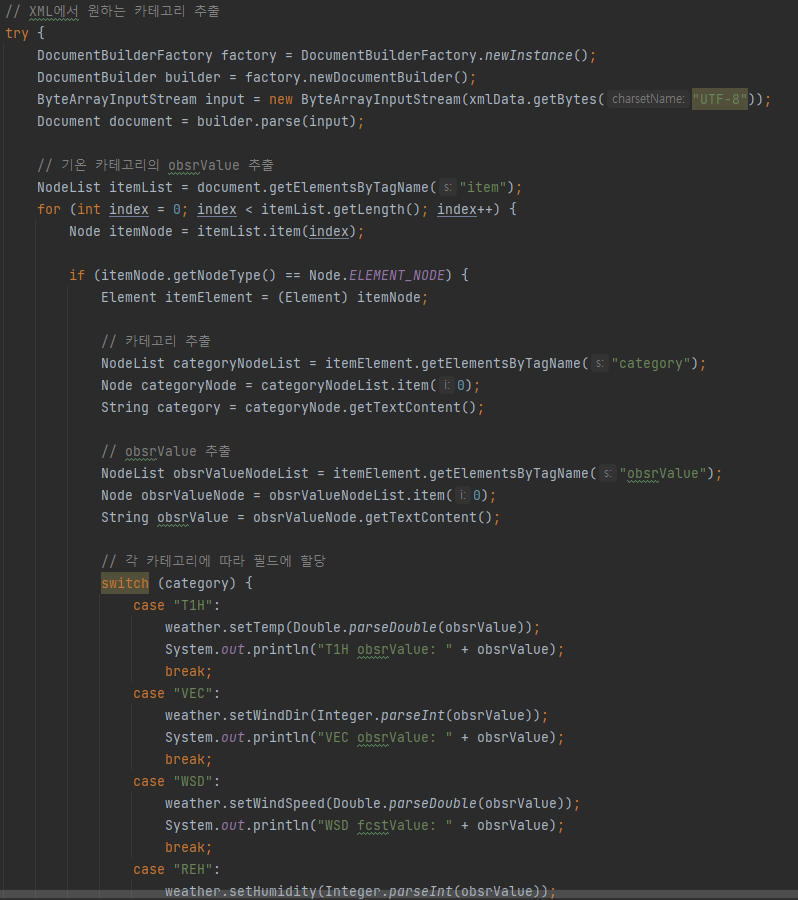 // XML에서 원하는 카테고리 추출
try {
    DocumentBuilderFactory factory = DocumentBuilderFactory.newInstance();
    DocumentBuilder builder = factory.newDocumentBuilder();
    ByteArrayInputStream input = new ByteArrayInputStream(xmlData.getBytes( charsetName: "UTF-8"));
    Document document = builder.parse(input);

    // 기온 카테고리의 obsrValue 추출
    NodeList itemList = document.getElementsByTagName( s: "item");
    for (int index = 0; index < itemList.getLength(); index++) {
        Node itemNode = itemList.item(index);

        if (itemNode.getNodeType() == Node.ELEMENT_NODE) {
            Element itemElement = (Element) itemNode;

            // 카테고리 추출
            NodeList categoryNodeList = itemElement.getElementsByTagName( s: "category");
            Node categoryNode = categoryNodeList.item( i: 0);
            String category = categoryNode.getTextContent();

            // obsrValue 추출
            NodeList obsrValueNodeList = itemElement.getElementsByTagName( s: "obsrValue");
            Node obsrValueNode = obsrValueNodeList.item( i: 0);
            String obsrValue = obsrValueNode.getTextContent();

            // 각 카테고리에 따라 필드에 할당
            switch (category) {
                case "T1H":
                    weather.setTemp(Double.parseDouble(obsrValue));
                    System.out.println("T1H obsrValue: " + obsrValue);
                    break;
                case "VEC":
                    weather.setWindDir(Integer.parseInt(obsrValue));
                    System.out.println("VEC obsrValue: " + obsrValue);
                    break;
                case "WSD":
                    weather.setWindSpeed(Double.parseDouble(obsrValue));
                    System.out.println("WSD fcstValue: " + obsrValue);
                    break;
                case "REH":
                    weather.setHumidity(Integer.parseInt(obsrValue));